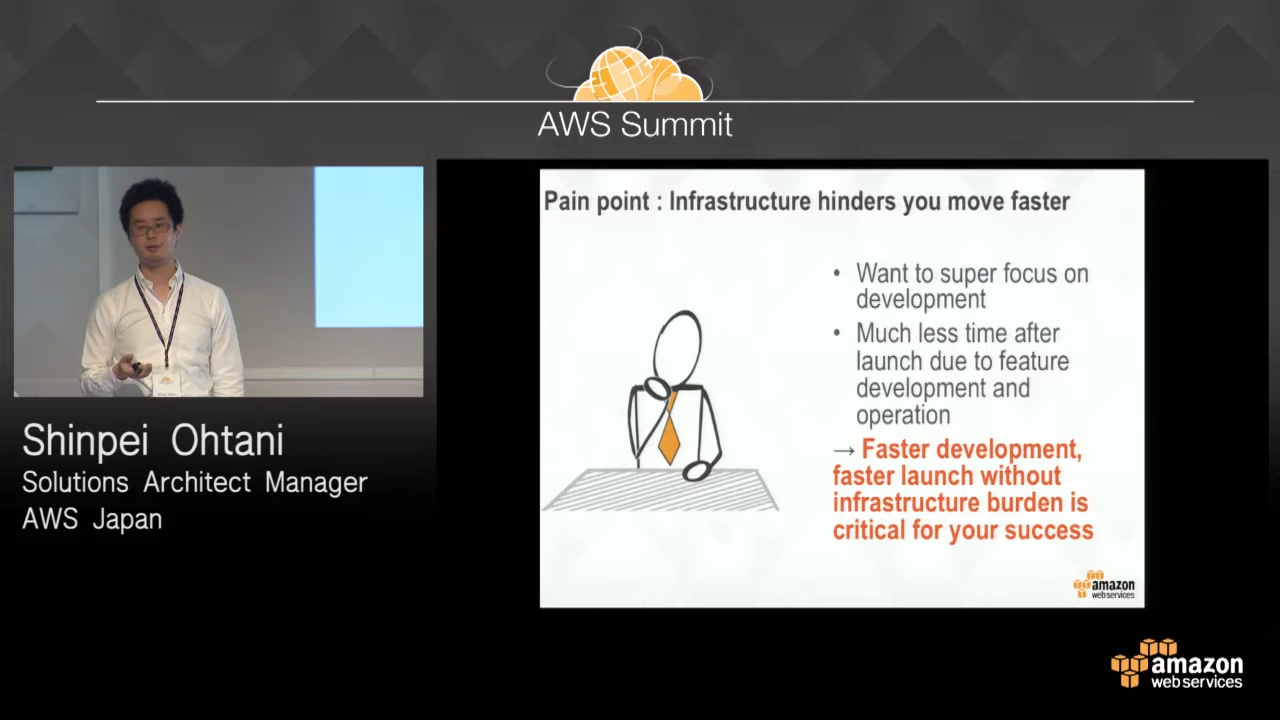 AWS Summit
Pain point : Infrastructure hinders you move faster
• Want to super focus on
development
• Much less time after
launch due to feature
development and
operation
→ Faster development,
faster launch without
infrastructure burden is
critical for your success
amazon
web services
Shinpei Ohtani
Solutions Architect Manager
AWS Japan
amazon
web services